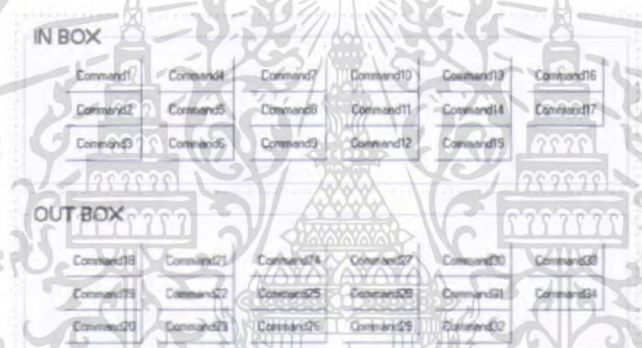 IN BOX
Command1 Command4 Command7 Command10 Command13 Command16
Command2 Command5 Command8 Command11 Command14 Command17
Command3 Command6 Command9 Command12 Command15
OUT BOX
Command18 Command21 Command24 Command27 Command30 Command33
Command19 Command22 Command25 Command28 Command31 Command34
Command20 Command23 Command26 Command29 Command32